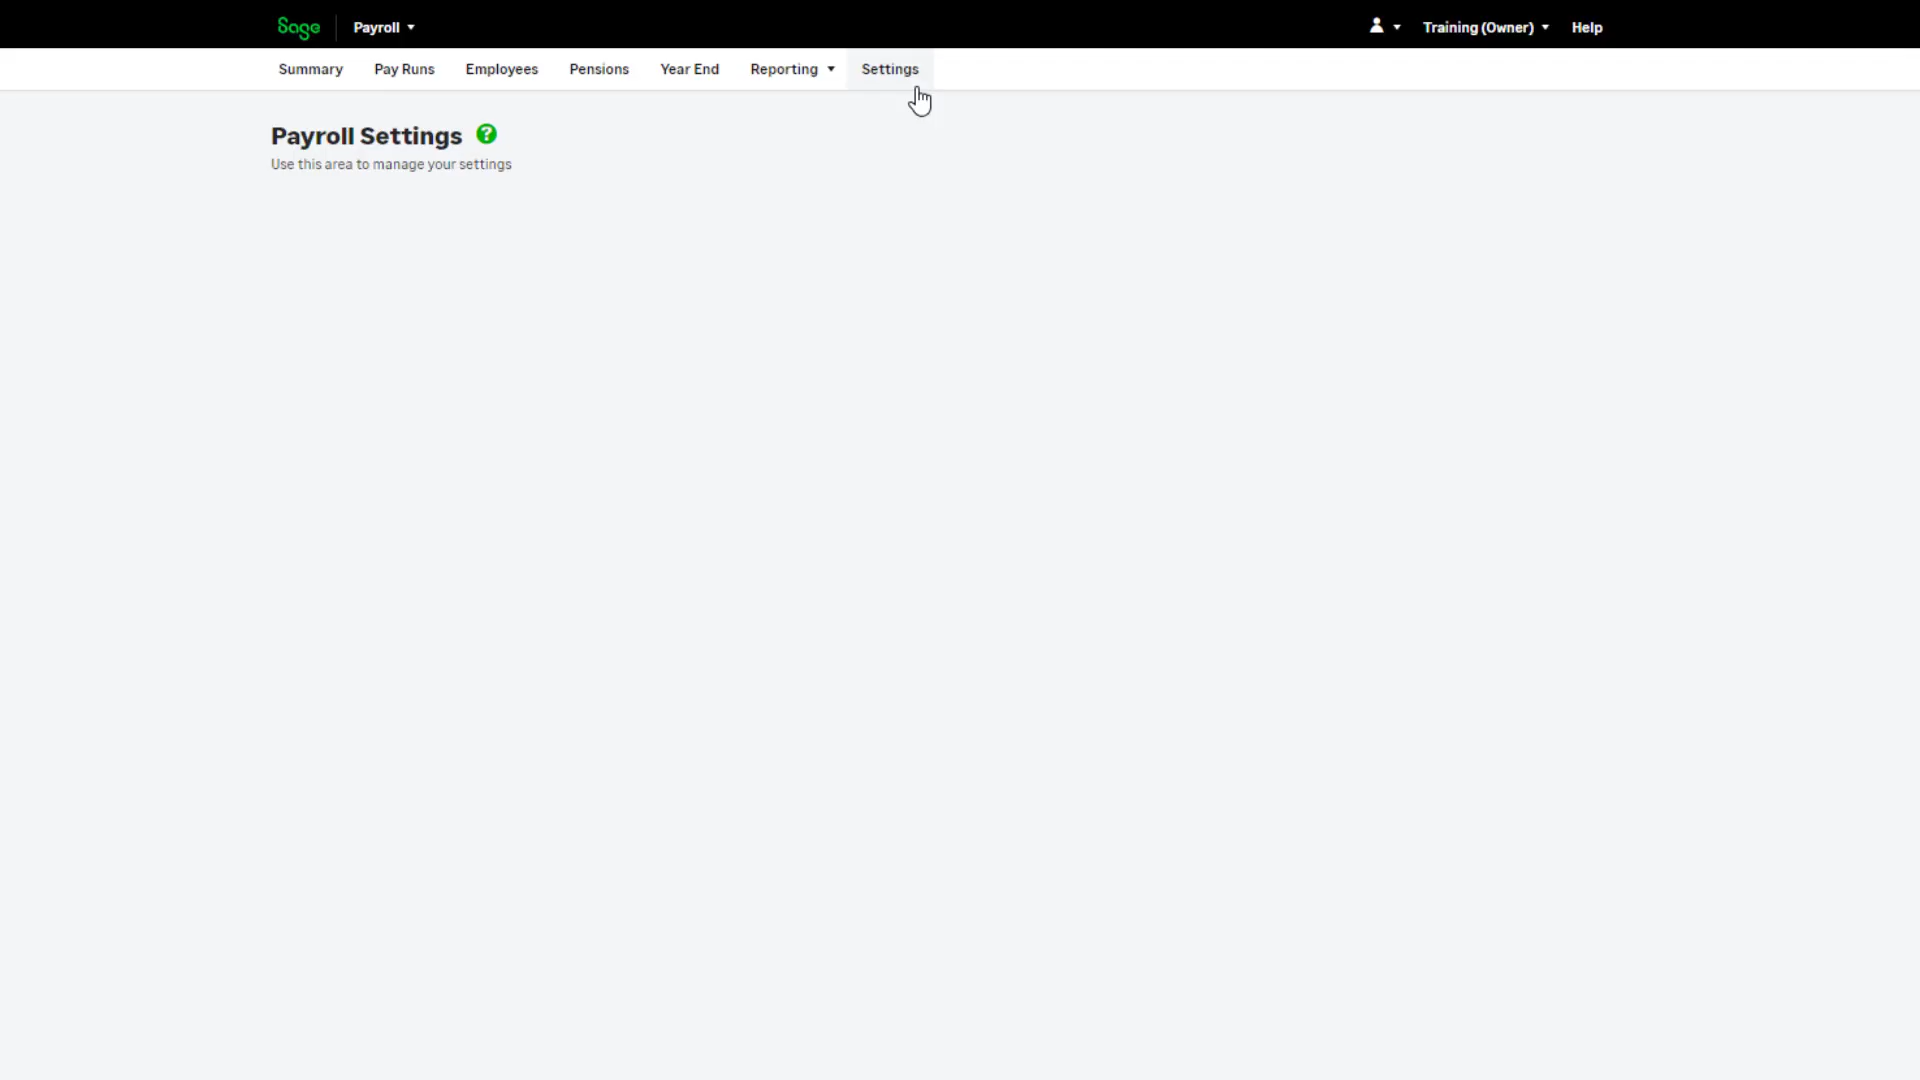 Sage Payroll Training (Owner) Help
Summary Pay Runs Employees Pensions Year End Reporting Settings
Payroll Settings ?
Use this area to manage your settings